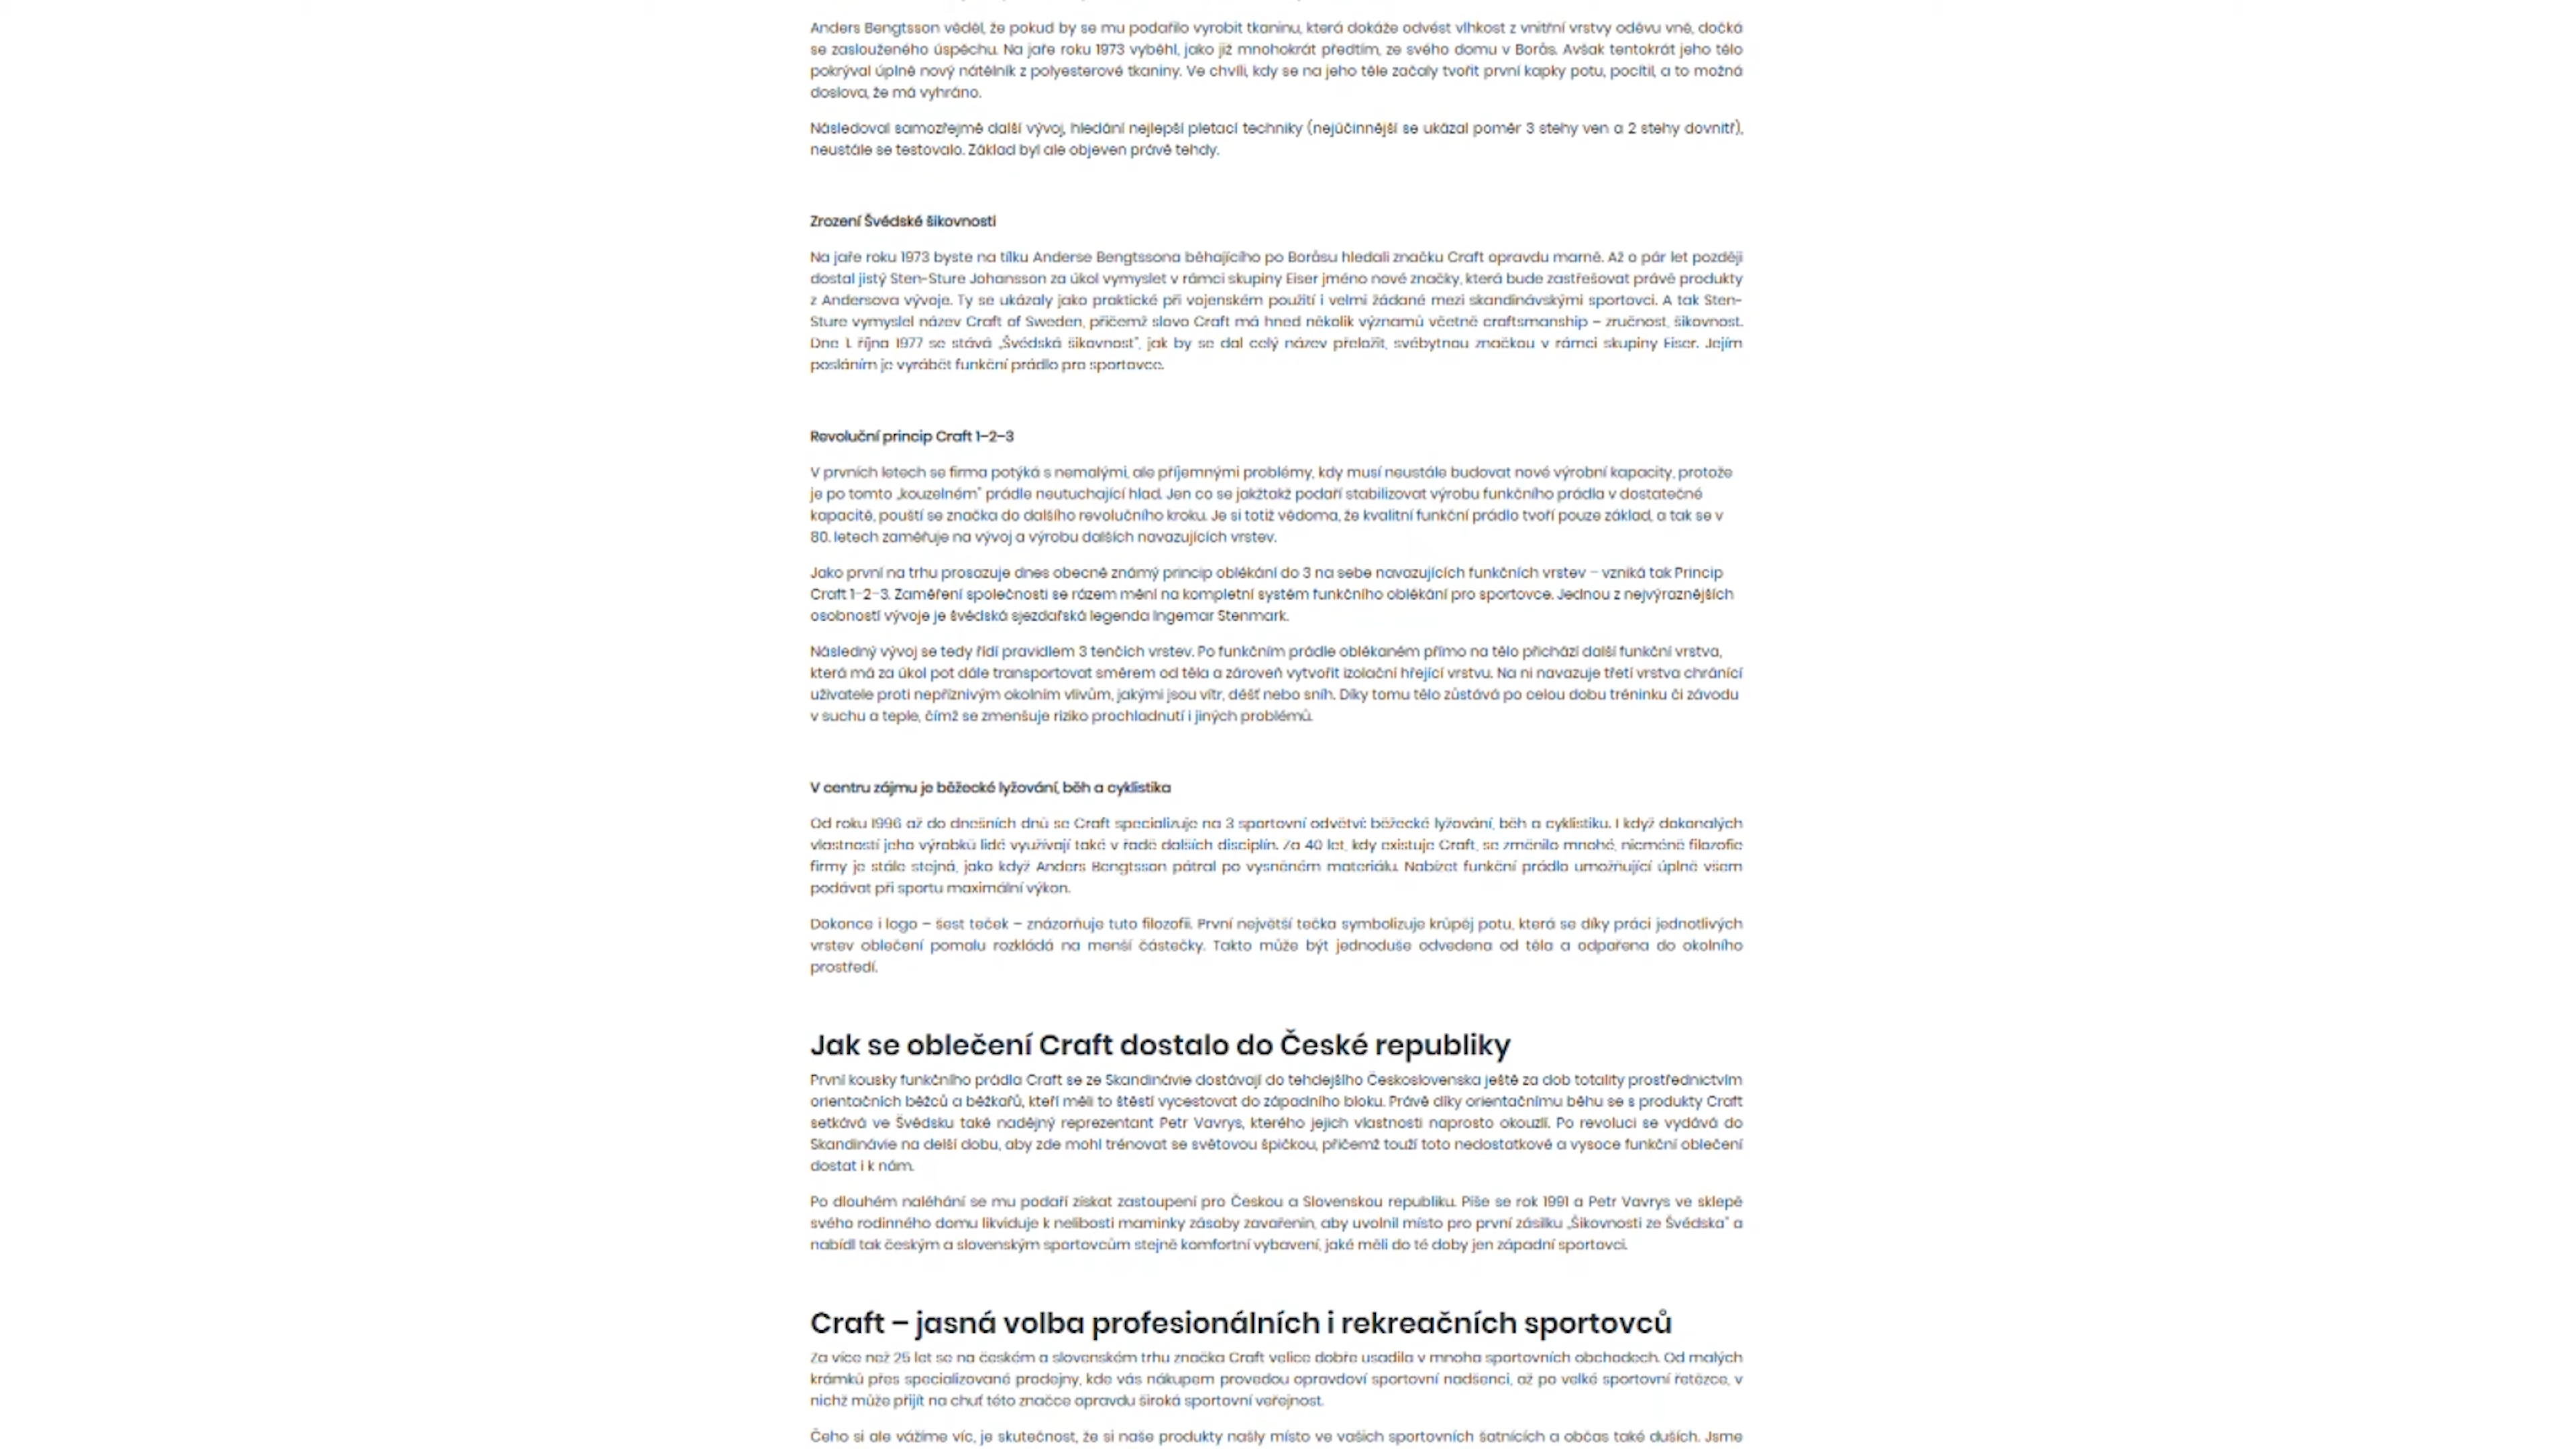 Anders Bengtsson věděl, že pokud by se mu podařilo vyrobit tkaninu, která dokáže odvést vlhkost z vnitřní vrstvy oděvu vně, dočká
se zaslouženého úspěchu. Na jaře roku 1973 vyběhl, jako již mnohokrát předtím, ze svého domu v Borås. Avšak tentokrát jeho tělo
pokrýval úplně nový nátělník z polyesterové tkaniny. Ve chvíli, kdy se na jeho těle začaly tvořit první kapky potu, pocítil, a to možná
doslova, že má vyhráno.
Následoval samozřejmě další vývoj, hledání nejlepší pletací techniky (nejúčinnější se ukázal poměr 3 stehy ven a 2 stehy dovnitř),
neustále se testovalo. Základ byl ale objeven právě tehdy.
Zrození Švédské šikovnosti
Na jaře roku 1973 byste na tílku Anderse Bengtssona běhajícího po Boråsu hledali značku Craft opravdu marně. Až o pár let později
dostal jistý Sten-Sture Johansson za úkol vymyslet v rámci skupiny Eiser jméno nové značky, která bude zastřešovat právě produkty
z Andersova vývoje. Ty se ukázaly jako praktické při vojenském použití i velmi žádané mezi skandinávskými sportovci. A tak Sten-
Sture vymyslel název Craft of Sweden, přičemž slovo Craft má hned několik významů včetně craftsmanship – zručnost, šikovnost.
Dne 1. října 1977 se stává „Švédská šikovnost", jak by se dal celý název přeložit, svébytnou značkou v rámci skupiny Eiser. Jejím
posláním je vyrábět funkční prádlo pro sportovce.
Revoluční princip Craft 1–2–3
V prvních letech se firma potýká s nemalými, ale příjemnými problémy, kdy musí neustále budovat nové výrobní kapacity, protože
je po tomto „kouzelném" prádle neutuchající hlad. Jen co se jakžtakž podaří stabilizovat výrobu funkčního prádla v dostatečné
kapacitě, pouští se značka do dalšího revolučního kroku. Je si totiž vědoma, že kvalitní funkční prádlo tvoří pouze základ, a tak se v
80. letech zaměřuje na vývoj a výrobu dalších navazujících vrstev.
Jako první na trhu prosazuje dnes obecně známý princip oblékání do 3 na sebe navazujících funkčních vrstev – vzniká tak Princip
Craft 1–2–3. Zaměření společnosti se rázem mění na kompletní systém funkčního oblékání pro sportovce. Jednou z nejvýraznějších
osobností vývoje je švédská sjezdařská legenda Ingemar Stenmark.
Následný vývoj se tedy řídí pravidlem 3 tenčích vrstev. Po funkčním prádle oblékaném přímo na tělo přichází další funkční vrstva,
která má za úkol pot dále transportovat směrem od těla a zároveň vytvořit izolační hřející vrstvu. Na ni navazuje třetí vrstva chránící
uživatele proti nepříznivým okolním vlivům, jakými jsou vítr, déšť nebo sníh. Díky tomu tělo zůstává po celou dobu tréninku či závodu
v suchu a teple, čímž se zmenšuje riziko prochladnutí i jiných problémů.
V centru zájmu je běžecké lyžování, běh a cyklistika
Od roku 1996 až do dnešních dnů se Craft specializuje na 3 sportovní odvětví: běžecké lyžování, běh a cyklistiku. I když dokonalých
vlastností jeho výrobků lidé využívají také v řadě dalších disciplín. Za 40 let, kdy existuje Craft, se změnilo mnohé, nicméně filozofie
firmy je stále stejná, jako když Anders Bengtsson pátral po vysněném materiálu. Nabízet funkční prádlo umožňující úplně všem
podávat při sportu maximální výkon.
Dokonce i logo – šest teček – znázorňuje tuto filozofii. První největší tečka symbolizuje krůpěj potu, která se díky práci jednotlivých
vrstev oblečení pomalu rozkládá na menší částečky. Takto může být jednoduše odvedena od těla a odpařena do okolního
prostředí.
Jak se oblečení Craft dostalo do České republiky
První kousky funkčního prádla Craft se ze Skandinávie dostávají do tehdejšího Československa ještě za dob totality prostřednictvím
orientačních běžců a běžkařů, kteří měli to štěstí vycestovat do západního bloku. Právě díky orientačnímu běhu se s produkty Craft
setkává ve Švédsku také nadějný reprezentant Petr Vavrys, kterého jejich vlastnosti naprosto okouzlí. Po revoluci se vydává do
Skandinávie na delší dobu, aby zde mohl trénovat se světovou špičkou, přičemž touží toto nedostatkové a vysoce funkční oblečení
dostat i k nám.
Po dlouhém naléhání se mu podaří získat zastoupení pro Českou a Slovenskou republiku. Píše se rok 1991 a Petr Vavrys ve sklepě
svého rodinného domu likviduje k nelibosti maminky zásoby zavařenin, aby uvolnil místo pro první zásilku „Šikovnosti ze Švédska" a
nabídl tak českým a slovenským sportovcům stejně komfortní vybavení, jaké měli do té doby jen západní sportovci.
Craft – jasná volba profesionálních i rekreačních sportovců
Za více než 25 let se na českém a slovenském trhu značka Craft velice dobře usadila v mnoha sportovních obchodech. Od malých
krámků přes specializované prodejny, kde vás nákupem provedou opravdoví sportovní nadšenci, až po velké sportovní řetězce, v
nichž může přijít na chuť této značce opravdu široká sportovní veřejnost.
Čeho si ale vážíme víc, je skutečnost, že si naše produkty našly místo ve vašich sportovních šatnících a občas také duších. Jsme